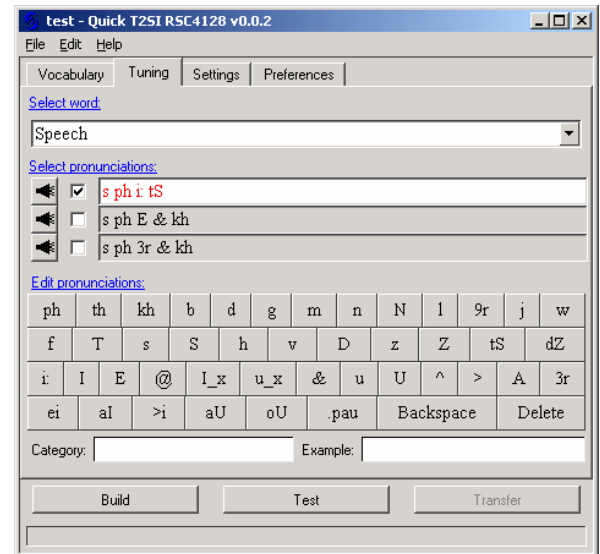 test - Quick T2SI RSC4128 v0.0.2
File Edit Help
Vocabulary Tuning Settings Preferences
Select word:
Speech
Select pronunciations:
s ph i: tS
s ph E & kh
s ph 3r & kh
Edit pronunciations:
ph th kh b d g m n N l 9r j w
f T s S h v D z Z tS dZ
i: I E @ I_x u_x & u U ^ > A 3r
ei aI >i aU oU .pau Backspace Delete
Category: Example:
Build Test Transfer